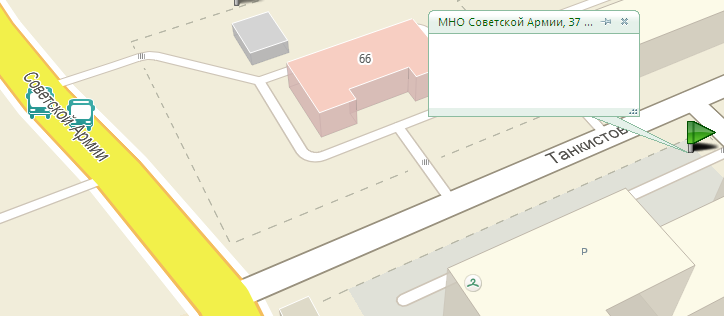 МНО Советской Армии, 37 ...
66
Советской Армии
Танкистов
P